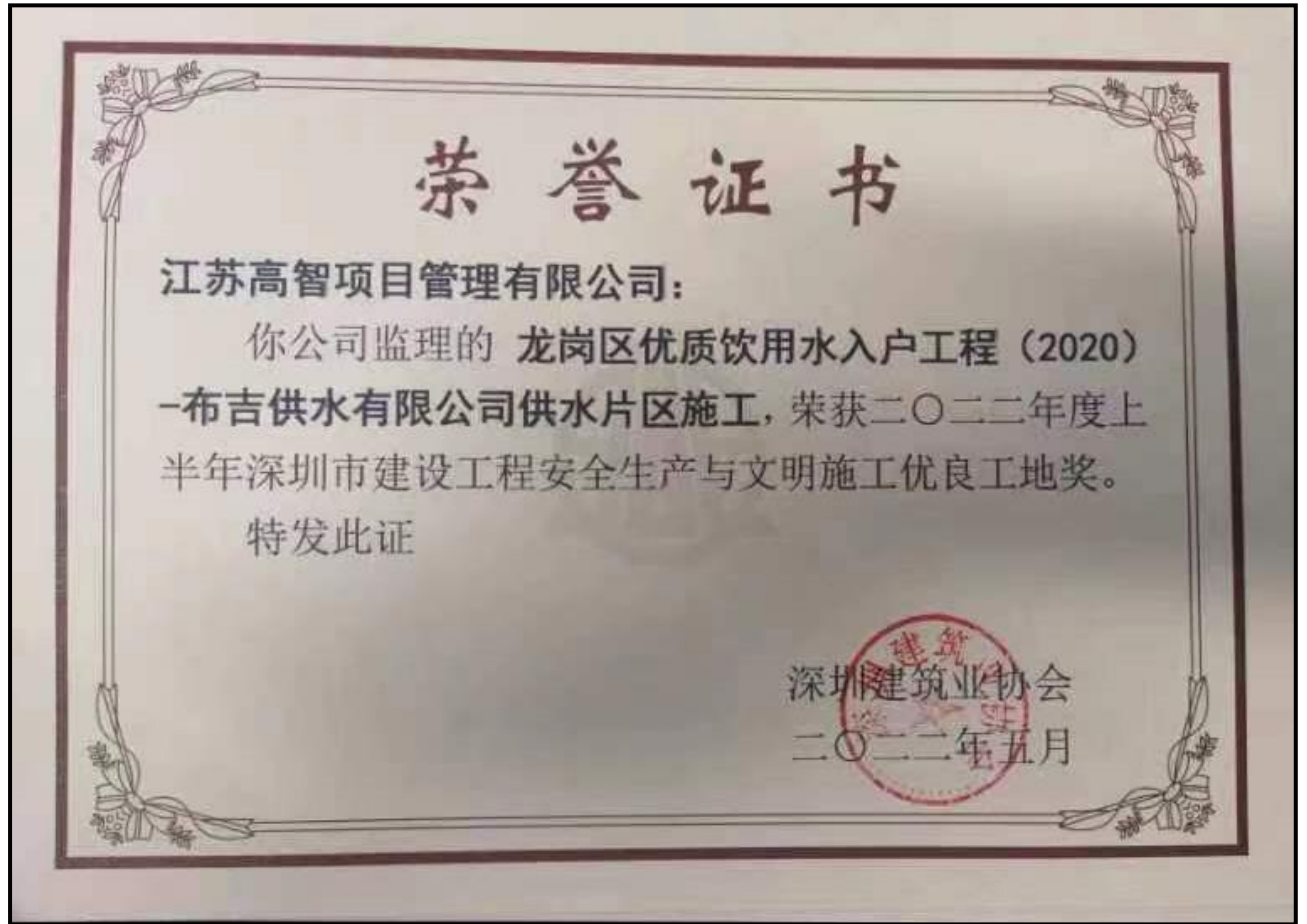 荣誉证书
江苏高智项目管理有限公司：
你公司监理的 龙岗区优质饮用水入户工程（2020）
-布吉供水有限公司供水片区施工，荣获二〇二二年度上
半年深圳市建设工程安全生产与文明施工优良工地奖。
特发此证
深圳建筑业协会
二〇二二年五月